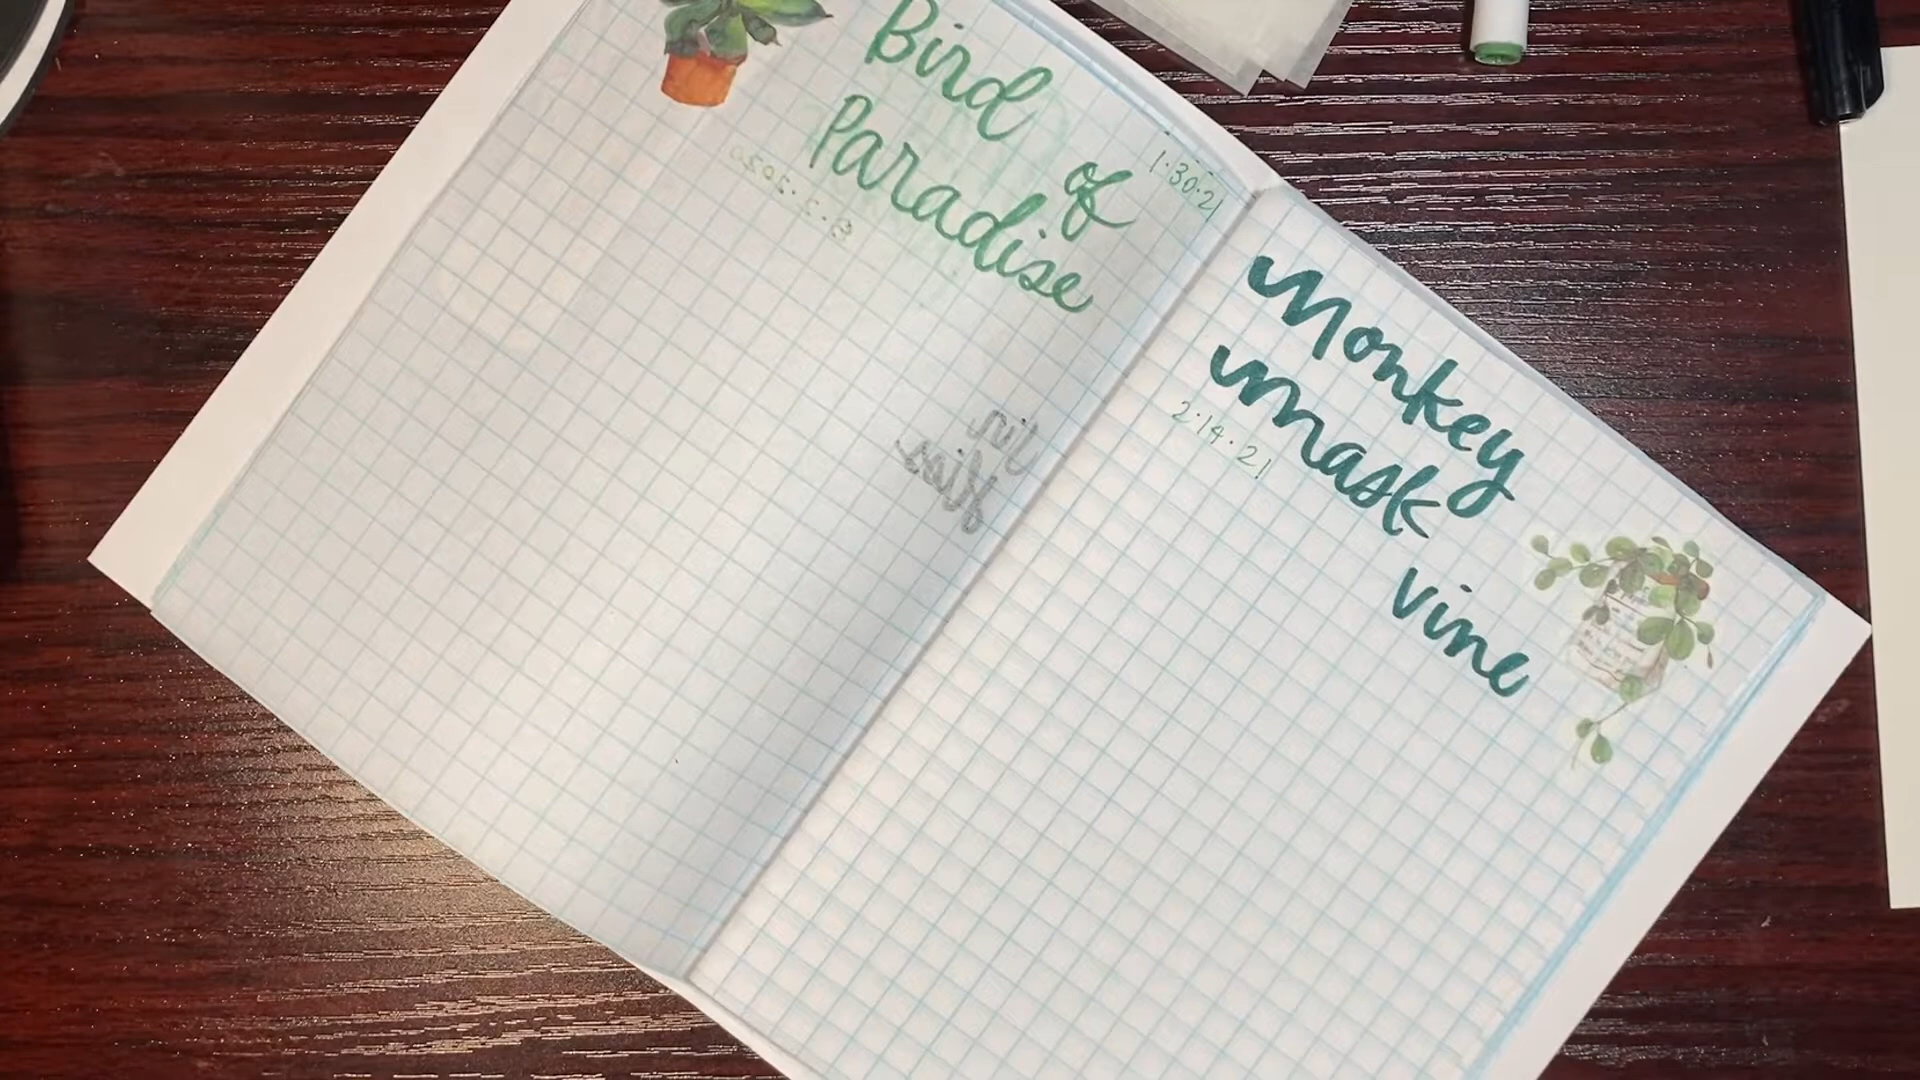 Bird
of
Paradise
1·30·21
Monkey
mask
2·14·21
vine